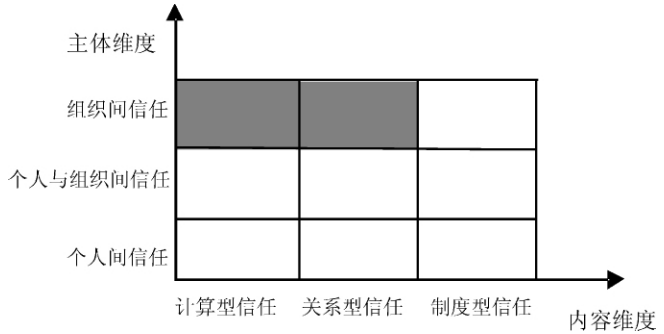 主体维度
组织间信任
个人与组织间信任
个人间信任
计算型信任 关系型信任 制度型信任
内容维度